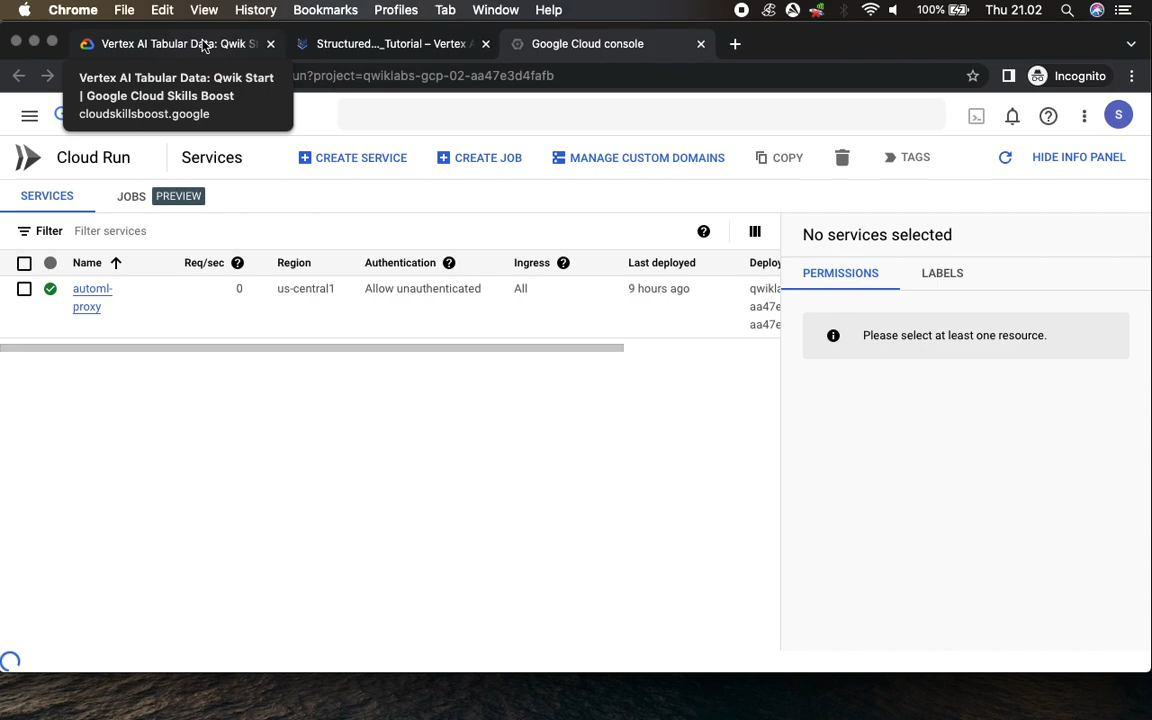 Chrome File Edit View History Bookmarks Profiles Tab Window Help 100% Thu 21.02
Vertex AI Tabular Data: Qwik St Structured..._Tutorial – Vertex A Google Cloud console
un?project=qwiklabs-gcp-02-aa47e3d4fafb Incognito
Vertex AI Tabular Data: Qwik Start
| Google Cloud Skills Boost
cloudskillsboost.google
S
Cloud Run Services CREATE SERVICE CREATE JOB MANAGE CUSTOM DOMAINS COPY TAGS HIDE INFO PANEL
SERVICES JOBS PREVIEW
Filter Filter services
No services selected
Name Req/sec Region Authentication Ingress Last deployed Deploy
PERMISSIONS LABELS
automl-
proxy
0 us-central1 Allow unauthenticated All 9 hours ago
qwikla
aa47e
aa47e
Please select at least one resource.